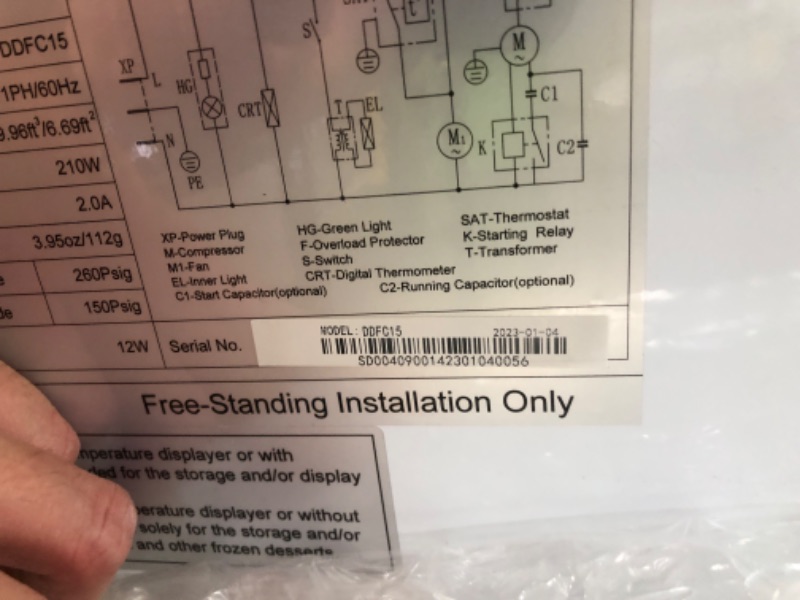 DDFC15
1PH/60Hz
9.96ft³/6.69ft²
210W
2.0A
3.95oz/112g
260Psig
150Psig
12W
XP
L
N
PE
HG
CRT
S
T
EL
t°
M1
~
M
~
K
C1
C2
XP-Power Plug
M-Compressor
M1-Fan
EL-Inner Light
C1-Start Capacitor(optional)
HG-Green Light
F-Overload Protector
S-Switch
CRT-Digital Thermometer
C2-Running Capacitor(optional)
SAT-Thermostat
K-Starting Relay
T-Transformer
Serial No.
MODEL: DDFC15 2023-01-04
SD0040900142301040056
Free-Standing Installation Only
mperature displayer or with
ded for the storage and/or display
perature displayer or without
solely for the storage and/or
and other frozen desserts